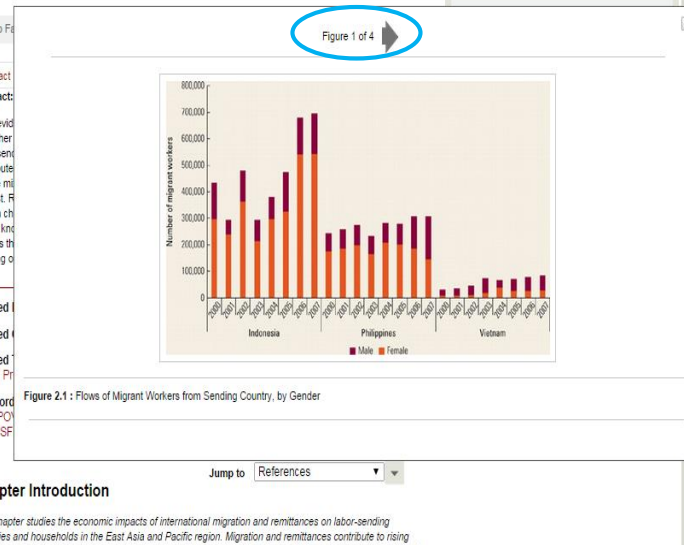 Figure 1 of 4
800,000
700,000
600,000
500,000
400,000
300,000
200,000
100,000
0
Number of migrant workers
2000 2001 2002 2003 2004 2005 2006 2007 2000 2001 2002 2003 2004 2005 2006 2007 2000 2001 2002 2003 2004 2005 2006 2007
Indonesia Philippines Vietnam
Male Female
Figure 2.1 : Flows of Migrant Workers from Sending Country, by Gender
Jump to References
pter Introduction
hapter studies the economic impacts of international migration and remittances on labor-sending
ies and households in the East Asia and Pacific region. Migration and remittances contribute to rising